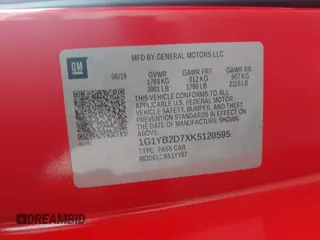 GM
MFD BY GENERAL MOTORS LLC
06/19 GVWR GAWR FRT GAWR RR
1769 KG 812 KG 957 KG
3901 LB 1790 LB 2110 LB
THIS VEHICLE CONFORMS TO ALL APPLICABLE
U.S. FEDERAL MOTOR
VEHICLE SAFETY, BUMPER, AND THEFT
PREVENTION STANDARDS IN EFFECT ON THE
DATE OF MANUFACTURE SHOWN ABOVE.
1G1YB2D7XK5120595
TYPE: PASS CAR
MODEL: X61YY07
DREAMBID